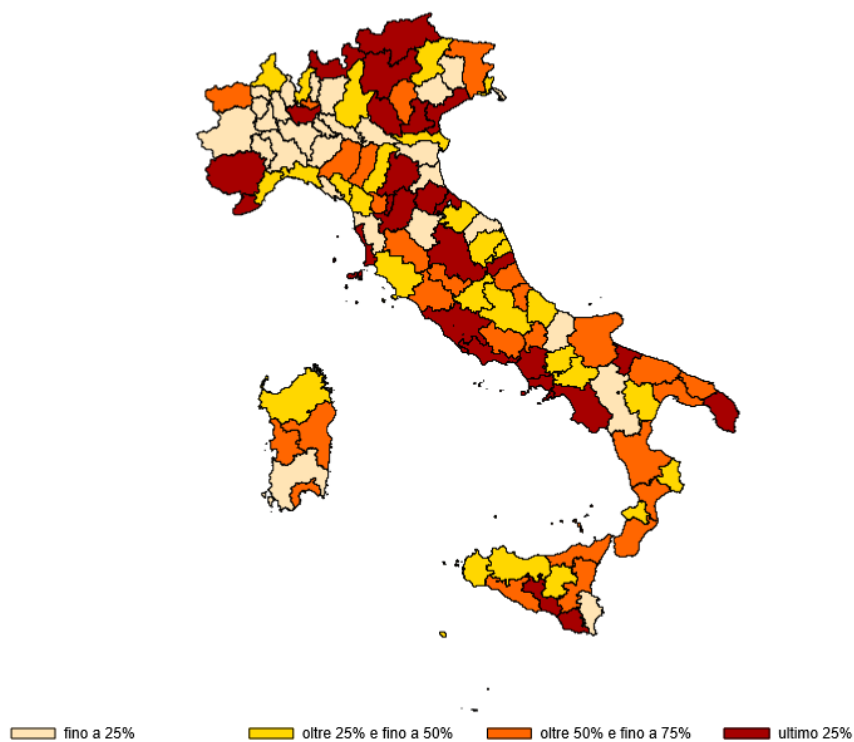 fino a 25%
oltre 25% e fino a 50%
oltre 50% e fino a 75%
ultimo 25%